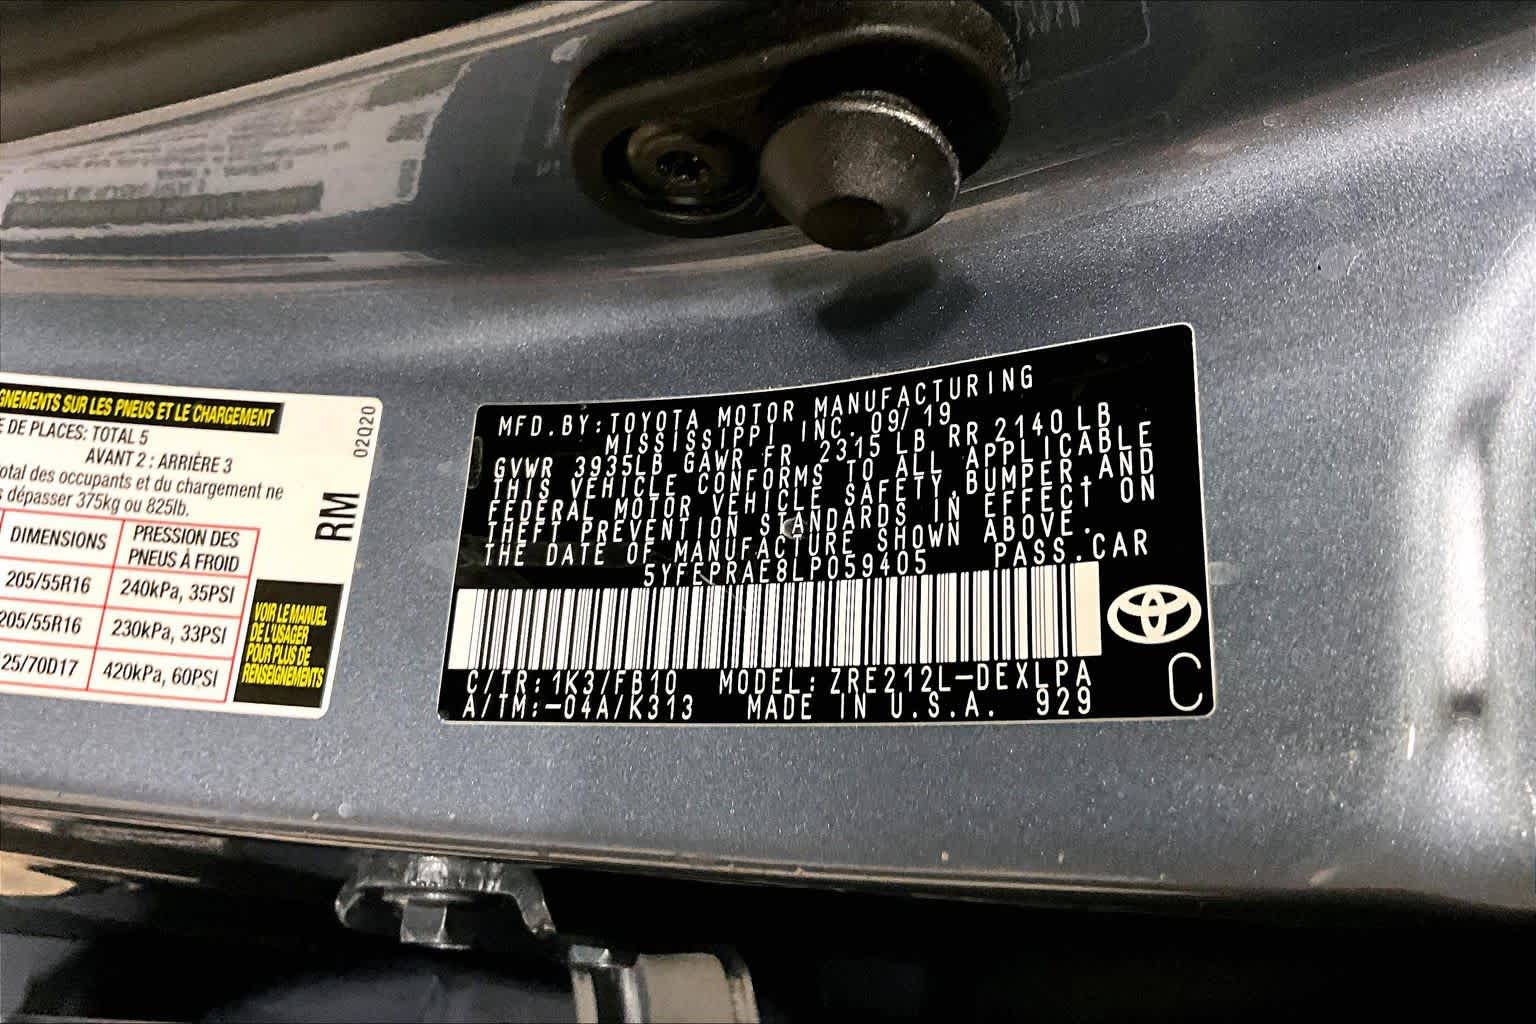 GNEMENTS SUR LES PNEUS ET LE CHARGEMENT
E DE PLACES: TOTAL 5
AVANT 2 : ARRIÈRE 3
otal des occupants et du chargement ne
dépasser 375kg ou 825lb.
DIMENSIONS PRESSION DES PNEUS À FROID
205/55R16 240kPa, 35PSI
205/55R16 230kPa, 33PSI
25/70D17 420kPa, 60PSI
02Q20
RM
VOIR LE MANUEL
DE L'USAGER
POUR PLUS DE
RENSEIGNEMENTS
MFD.BY:TOYOTA MOTOR MANUFACTURING
MISSISSIPPI INC. 09/19
GVWR 3935LB GAWR FR 2315 LB RR 2140 LB
THIS VEHICLE CONFORMS TO ALL APPLICABLE
FEDERAL MOTOR VEHICLE SAFETY,BUMPER,AND
THEFT PREVENTION STANDARDS IN EFFECT ON
THE DATE OF MANUFACTURE SHOWN ABOVE.
5YFEPRAE8LP059405 PASS.CAR
C/TR:1K3/FB10 MODEL:ZRE212L-DEXLPA
A/TM:-04A/K313 MADE IN U.S.A. 929
C